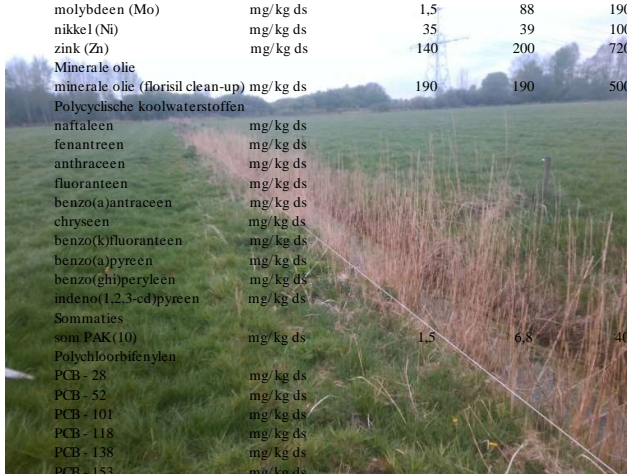 molybdeen (Mo) mg/kg ds 1,5 88 190
nikkel (Ni) mg/kg ds 35 39 100
zink (Zn) mg/kg ds 140 200 720
Minerale olie
minerale olie (florisil clean-up) mg/kg ds 190 190 500
Polycyclische koolwaterstoffen
naftaleen mg/kg ds
fenantreen mg/kg ds
anthraceen mg/kg ds
fluoranteen mg/kg ds
benzo(a)antraceen mg/kg ds
chryseen mg/kg ds
benzo(k)fluoranteen mg/kg ds
benzo(a)pyreen mg/kg ds
benzo(ghi)peryleen mg/kg ds
indeno(1,2,3-cd)pyreen mg/kg ds
Sommaties
som PAK(10) mg/kg ds 1,5 6,8 40
Polychloorbifenylen
PCB - 28 mg/kg ds
PCB - 52 mg/kg ds
PCB - 101 mg/kg ds
PCB - 118 mg/kg ds
PCB - 138 mg/kg ds
PCB - 153 mg/kg ds